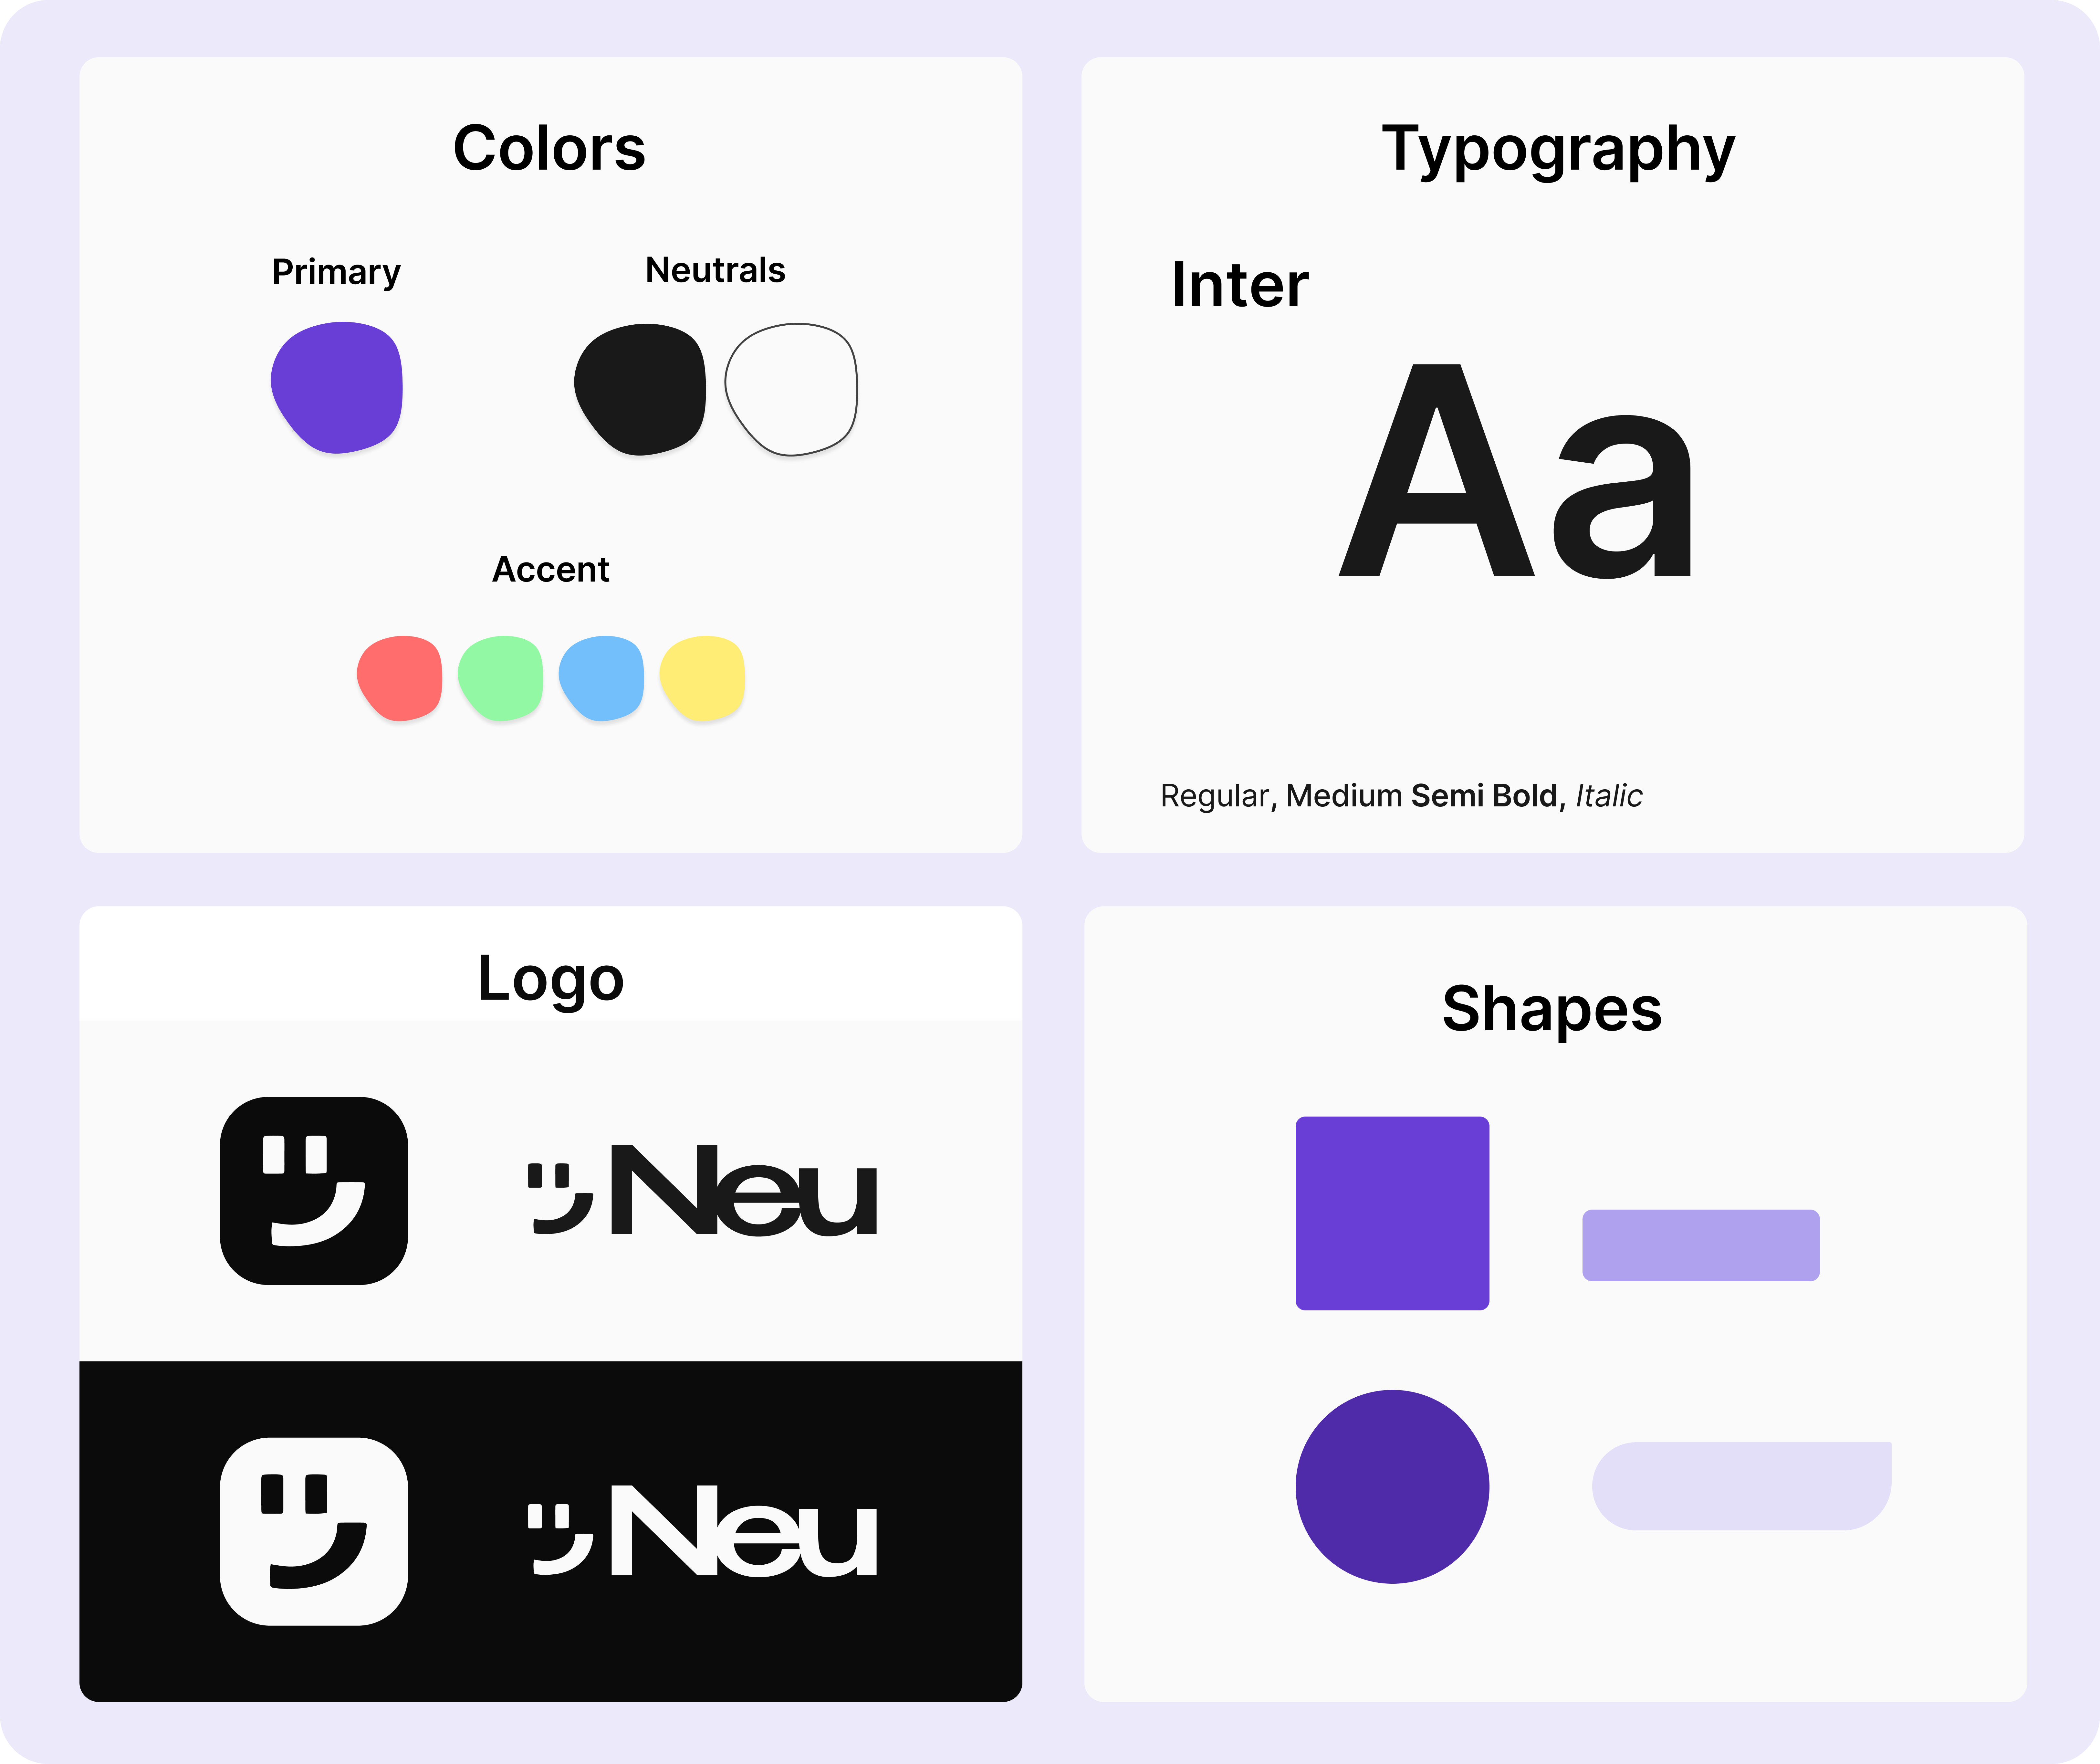 Colors
Primary
Neutrals
Accent
Typography
Inter
Aa
Regular, Medium Semi Bold, Italic
Logo
Neu
Neu
Shapes